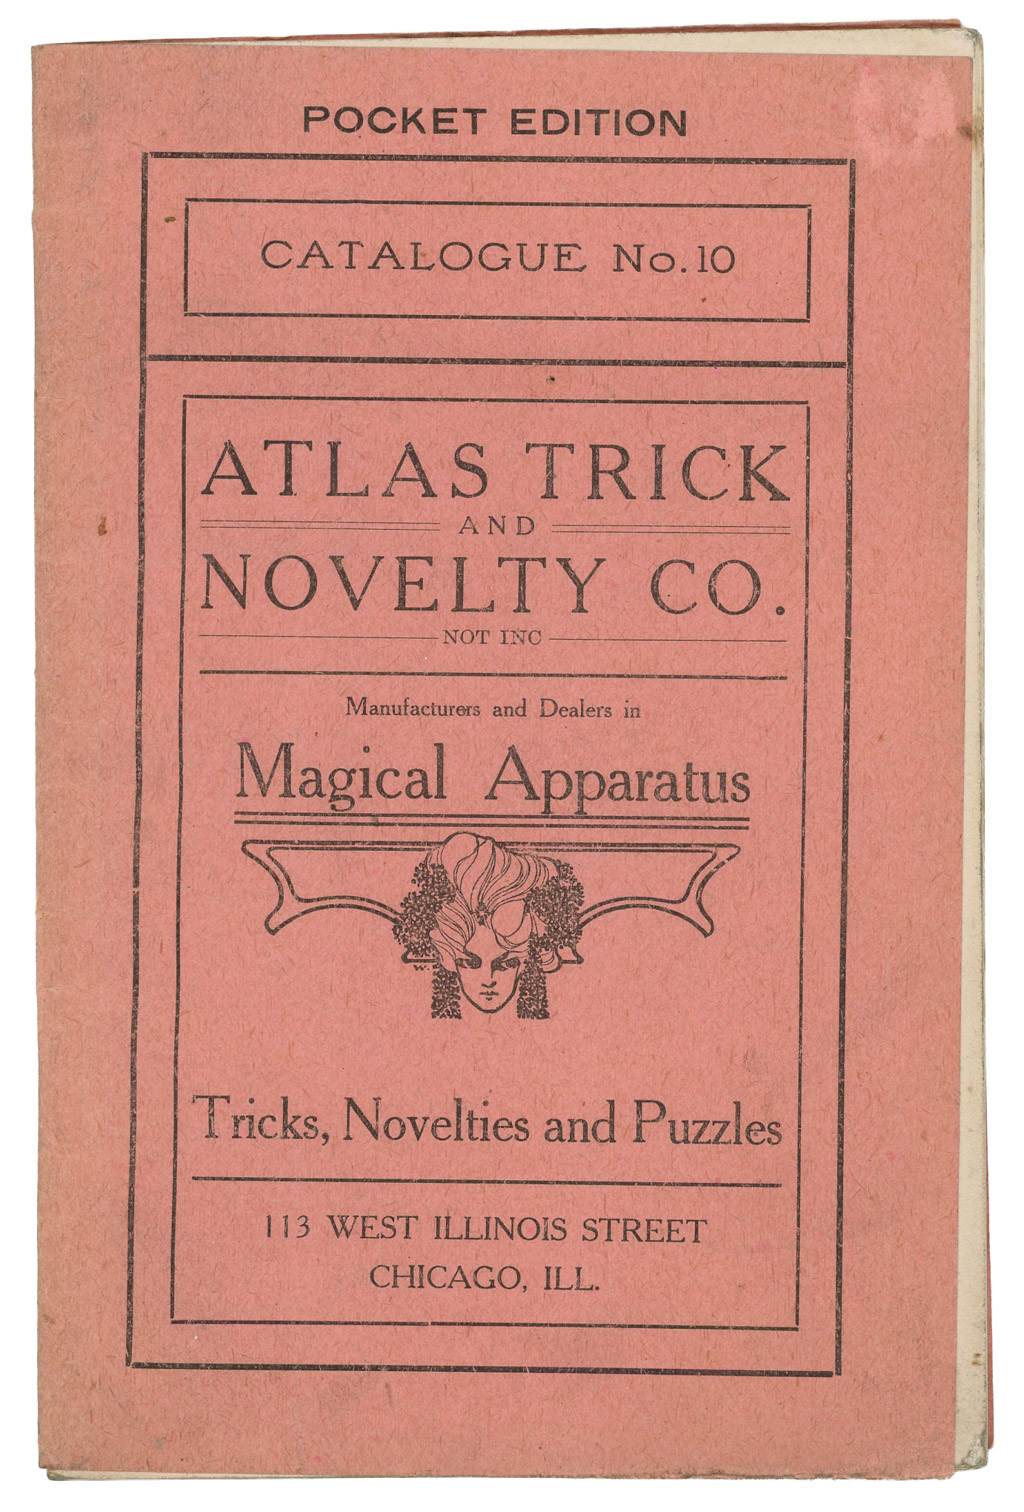 POCKET EDITION
CATALOGUE No. 10
ATLAS TRICK
AND
NOVELTY CO.
NOT INC
Manufacturers and Dealers in
Magical Apparatus
Tricks, Novelties and Puzzles
113 WEST ILLINOIS STREET
CHICAGO, ILL.